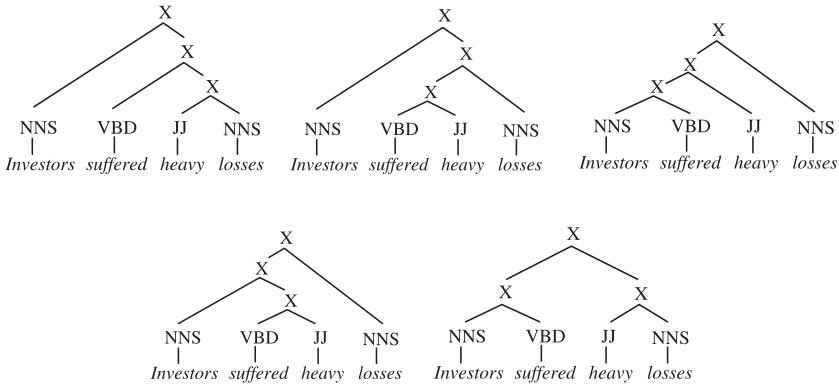 X X X
X X X
X X X
NNS VBD JJ NNS NNS VBD JJ NNS NNS VBD JJ NNS
Investors suffered heavy losses Investors suffered heavy losses Investors suffered heavy losses
X X
X
X X X
NNS VBD JJ NNS NNS VBD JJ NNS
Investors suffered heavy losses Investors suffered heavy losses